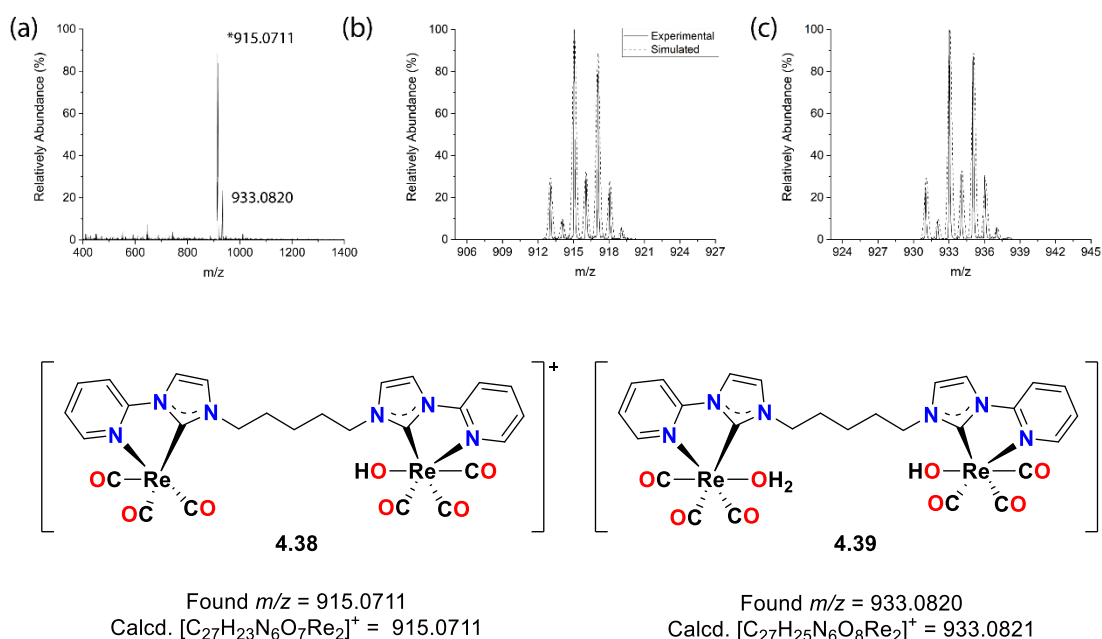 (a)
(b)
(c)
Relatively Abundance (%)
100
80
60
40
20
0
400 600 800 1000 1200 1400
m/z
*915.0711
933.0820
Relatively Abundance (%)
100
80
60
40
20
0
906 909 912 915 918 921 924 927
m/z
Experimental
Simulated
Relatively Abundance (%)
100
80
60
40
20
0
924 927 930 933 936 939 942 945
m/z
+
N N N N
N N
OC Re HO Re CO
OC CO OC CO
4.38
N N N N
N N
OC Re OH2 HO Re CO
OC CO OC CO
4.39
Found m/z = 915.0711
Calcd. [C27H23N6O7Re2]+ = 915.0711
Found m/z = 933.0820
Calcd. [C27H25N6O8Re2]+ = 933.0821